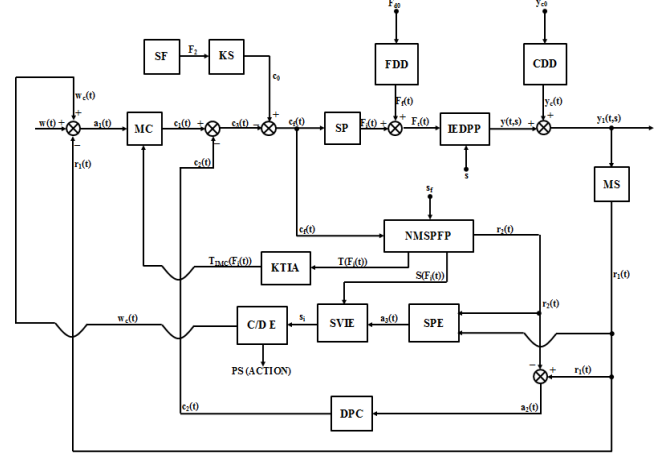 F_d0
y_c0
SF
F_2
KS
FDD
CDD
c_0
w_c(t)
F_f(t)
y_c(t)
w(t)
+
+
−
a_1(t)
MC
c_1(t)
+
−
c_3(t)
−
+
c_f(t)
SP
F_i(t)
+
+
F_i(t)
IEDPP
y(t,s)
+
+
y_1(t,s)
r_1(t)
c_2(t)
s
MS
s_f
c_f(t)
NMSPFP
r_2(t)
T_IMC(F_i(t))
KTIA
T(F_i(t))
S(F_i(t))
r_1(t)
w_c(t)
C/D E
s_i
SVIE
a_3(t)
SPE
r_2(t)
PS (ACTION)
−
+
r_1(t)
c_2(t)
DPC
a_2(t)